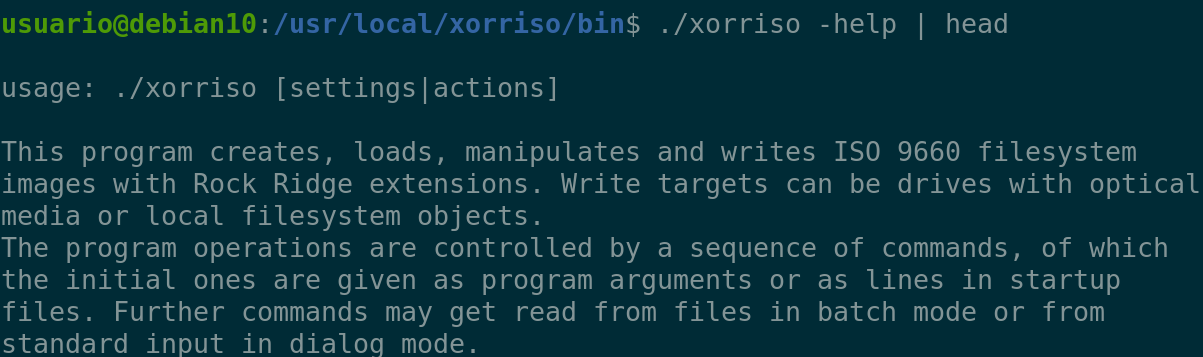 usuario@debian10:/usr/local/xorriso/bin$ ./xorriso -help | head
usage: ./xorriso [settings|actions]
This program creates, loads, manipulates and writes ISO 9660 filesystem
images with Rock Ridge extensions. Write targets can be drives with optical
media or local filesystem objects.
The program operations are controlled by a sequence of commands, of which
the initial ones are given as program arguments or as lines in startup
files. Further commands may get read from files in batch mode or from
standard input in dialog mode.